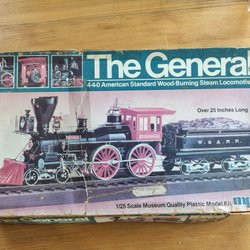 The General
4-4-0 American Standard Wood-Burning Steam Locomotive
Over 25 Inches Long
W. & A. R.R.
1/25 Scale Museum Quality Plastic Model Kit